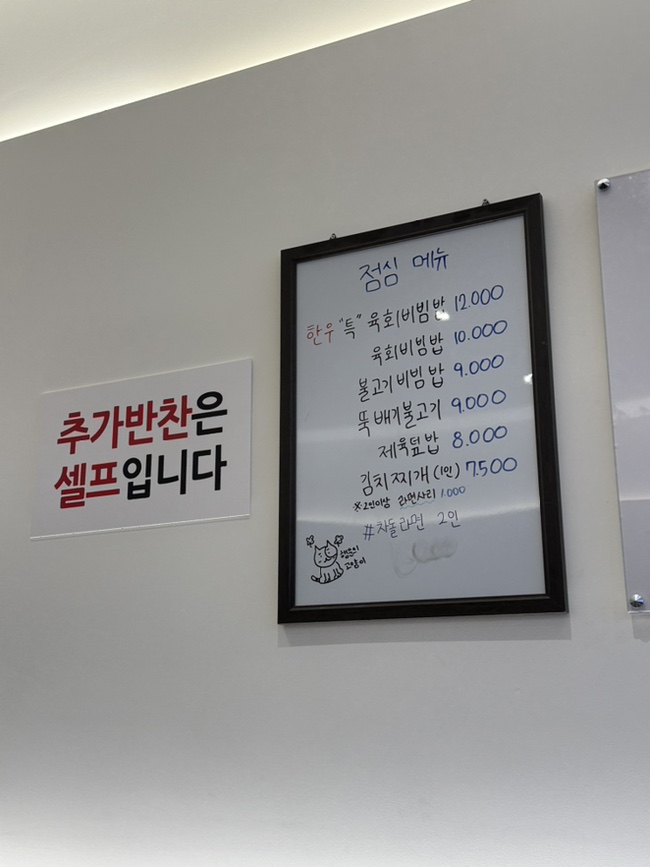 추가반찬은
셀프입니다
점심 메뉴
한우 "특" 육회비빔밥 12.000
육회비빔밥 10.000
불고기비빔밥 9.000
뚝배기불고기 9.000
제육덮밥 8.000
김치찌개 (1인) 7.500
※2인이상 라면사리 1.000
#차돌라면 2인
고양이